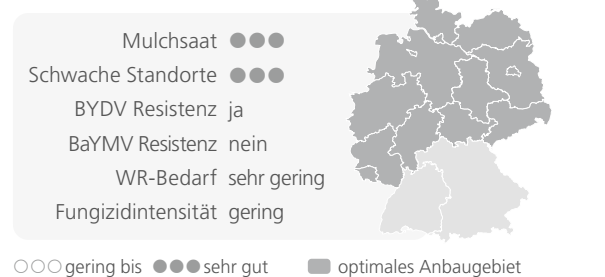 Mulchsaat ●●●
Schwache Standorte ●●●
BYDV Resistenz ja
BaYMV Resistenz nein
WR-Bedarf sehr gering
Fungizidintensität gering
○○○ gering bis ●●● sehr gut optimales Anbaugebiet